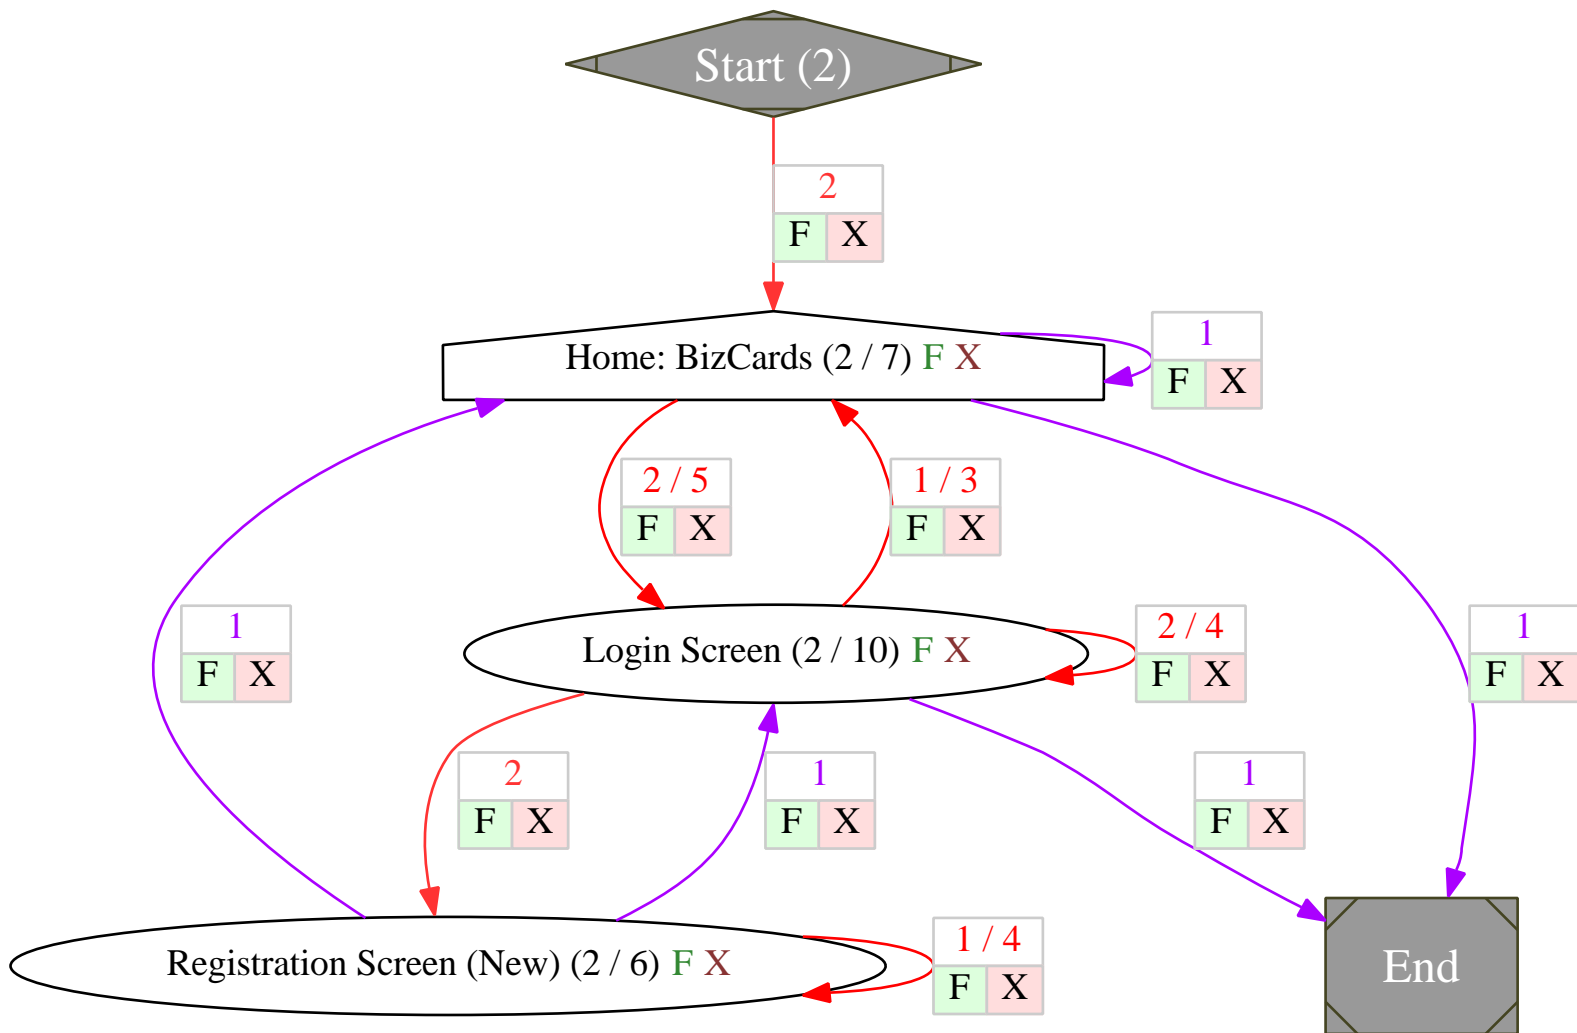 Start (2)
2
F X
Home: BizCards (2 / 7) F X
1
F X
2 / 5
F X
1 / 3
F X
1
F X
Login Screen (2 / 10) F X
2 / 4
F X
1
F X
2
F X
1
F X
1
F X
Registration Screen (New) (2 / 6) F X
1 / 4
F X
End